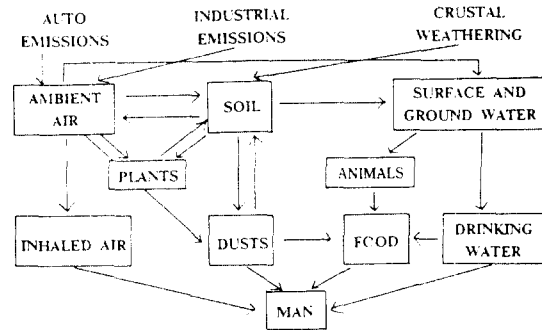 AUTO
EMISSIONS
INDUSTRIAL
EMISSIONS
CRUSTAL
WEATHERING
AMBIENT
AIR
SOIL
SURFACE AND
GROUND WATER
PLANTS
ANIMALS
INHALED AIR
DUSTS
FOOD
DRINKING
WATER
MAN